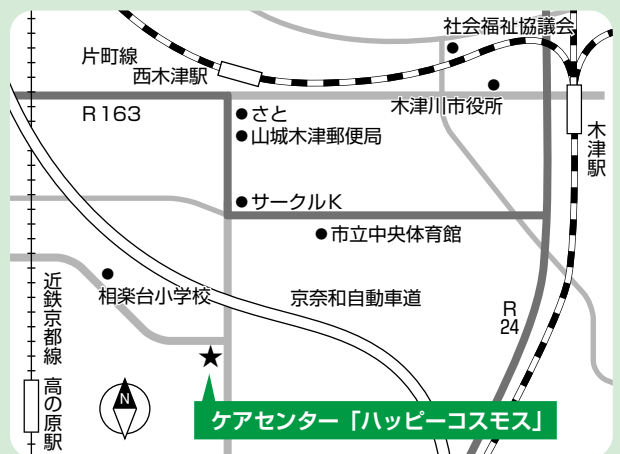 社会福祉協議会
片町線
西木津駅
木津川市役所
R163
さと
山城木津郵便局
木津駅
サークルK
市立中央体育館
相楽台小学校
京奈和自動車道
R
24
近鉄京都線
高の原駅
N
ケアセンター「ハッピーコスモス」